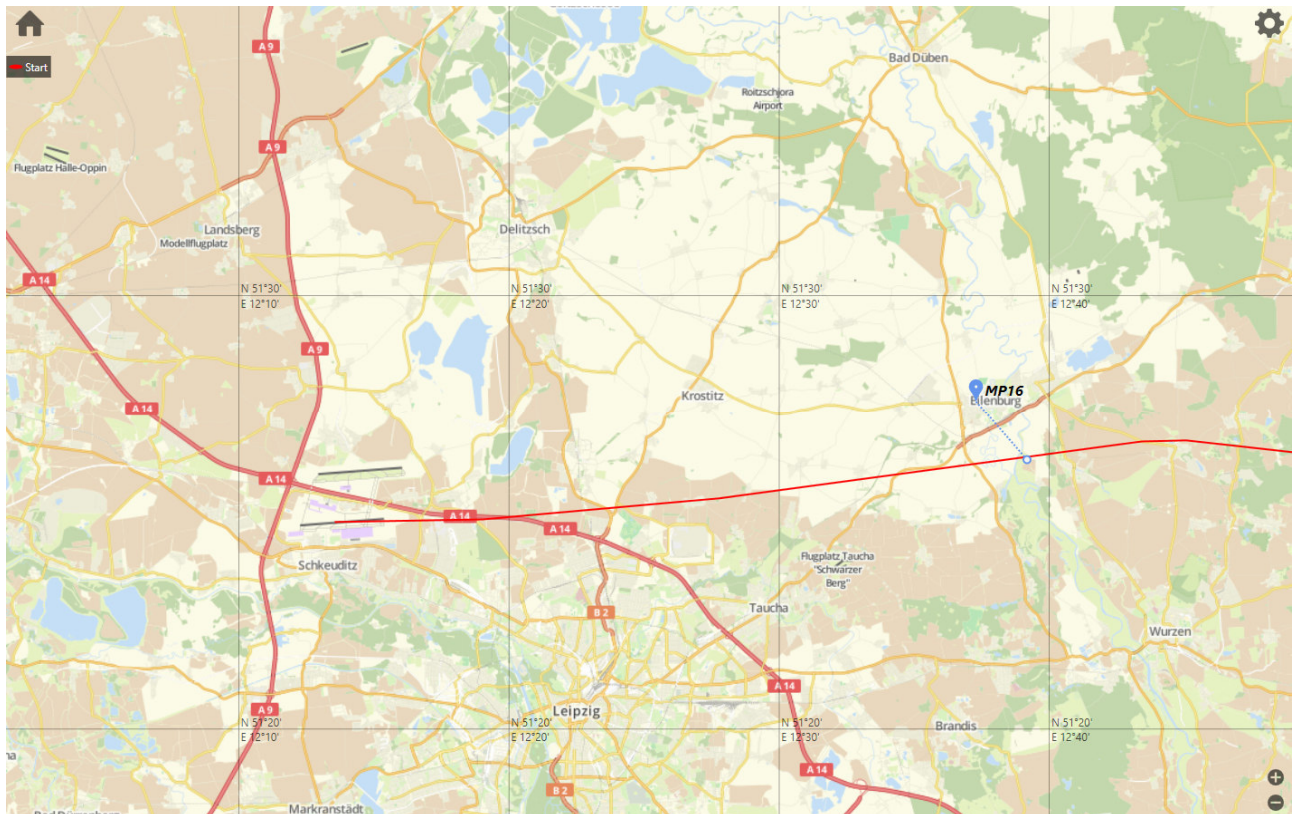 A 9
Start
Bad Düben
Roitzschjora
Airport
A 9
Flugplatz Halle-Oppin
Landsberg
Modellflugplatz
Delitzsch
A 14
N 51°30'
E 12°10'
N 51°30'
E 12°20'
N 51°30'
E 12°30'
N 51°30'
E 12°40'
A 9
MP16
Krostitz
Eilenburg
A 14
A 14
A 14
A 14
Flugplatz Taucha
"Schwarzer
Berg"
Schkeuditz
Taucha
B 2
Wurzen
A 14
A 9
Leipzig
N 51°20'
E 12°10'
N 51°20'
E 12°20'
N 51°20'
E 12°30'
N 51°20'
E 12°40'
Brandis
A 14
B 2
Markranstädt